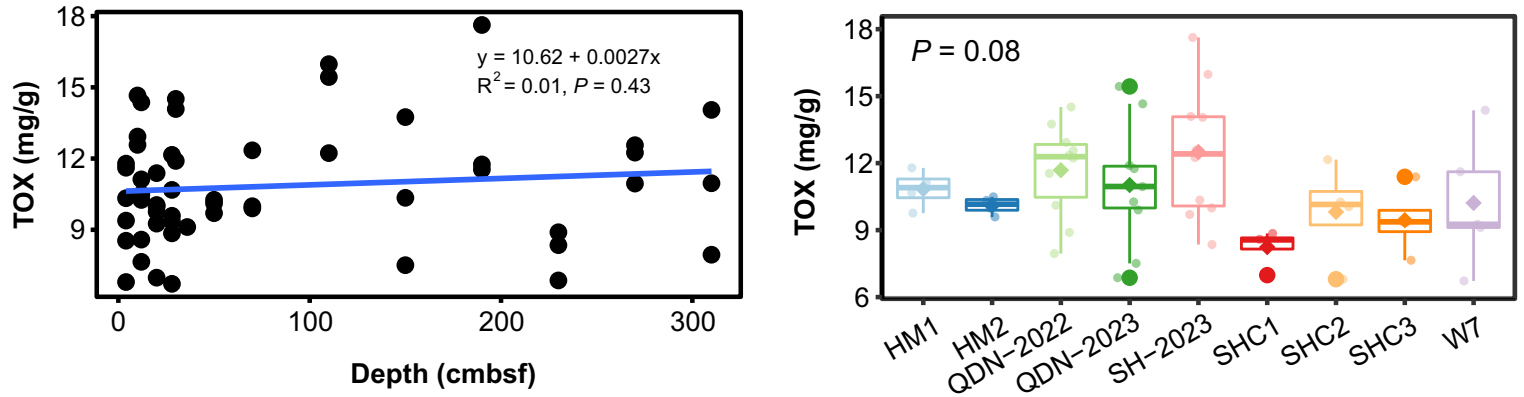 18
15
12
9
TOX (mg/g)
y = 10.62 + 0.0027x
R² = 0.01, P = 0.43
0 100 200 300
Depth (cmbsf)
P = 0.08
18
15
12
9
6
TOX (mg/g)
HM1 HM2 QDN−2022 QDN−2023 SH−2023 SHC1 SHC2 SHC3 W7